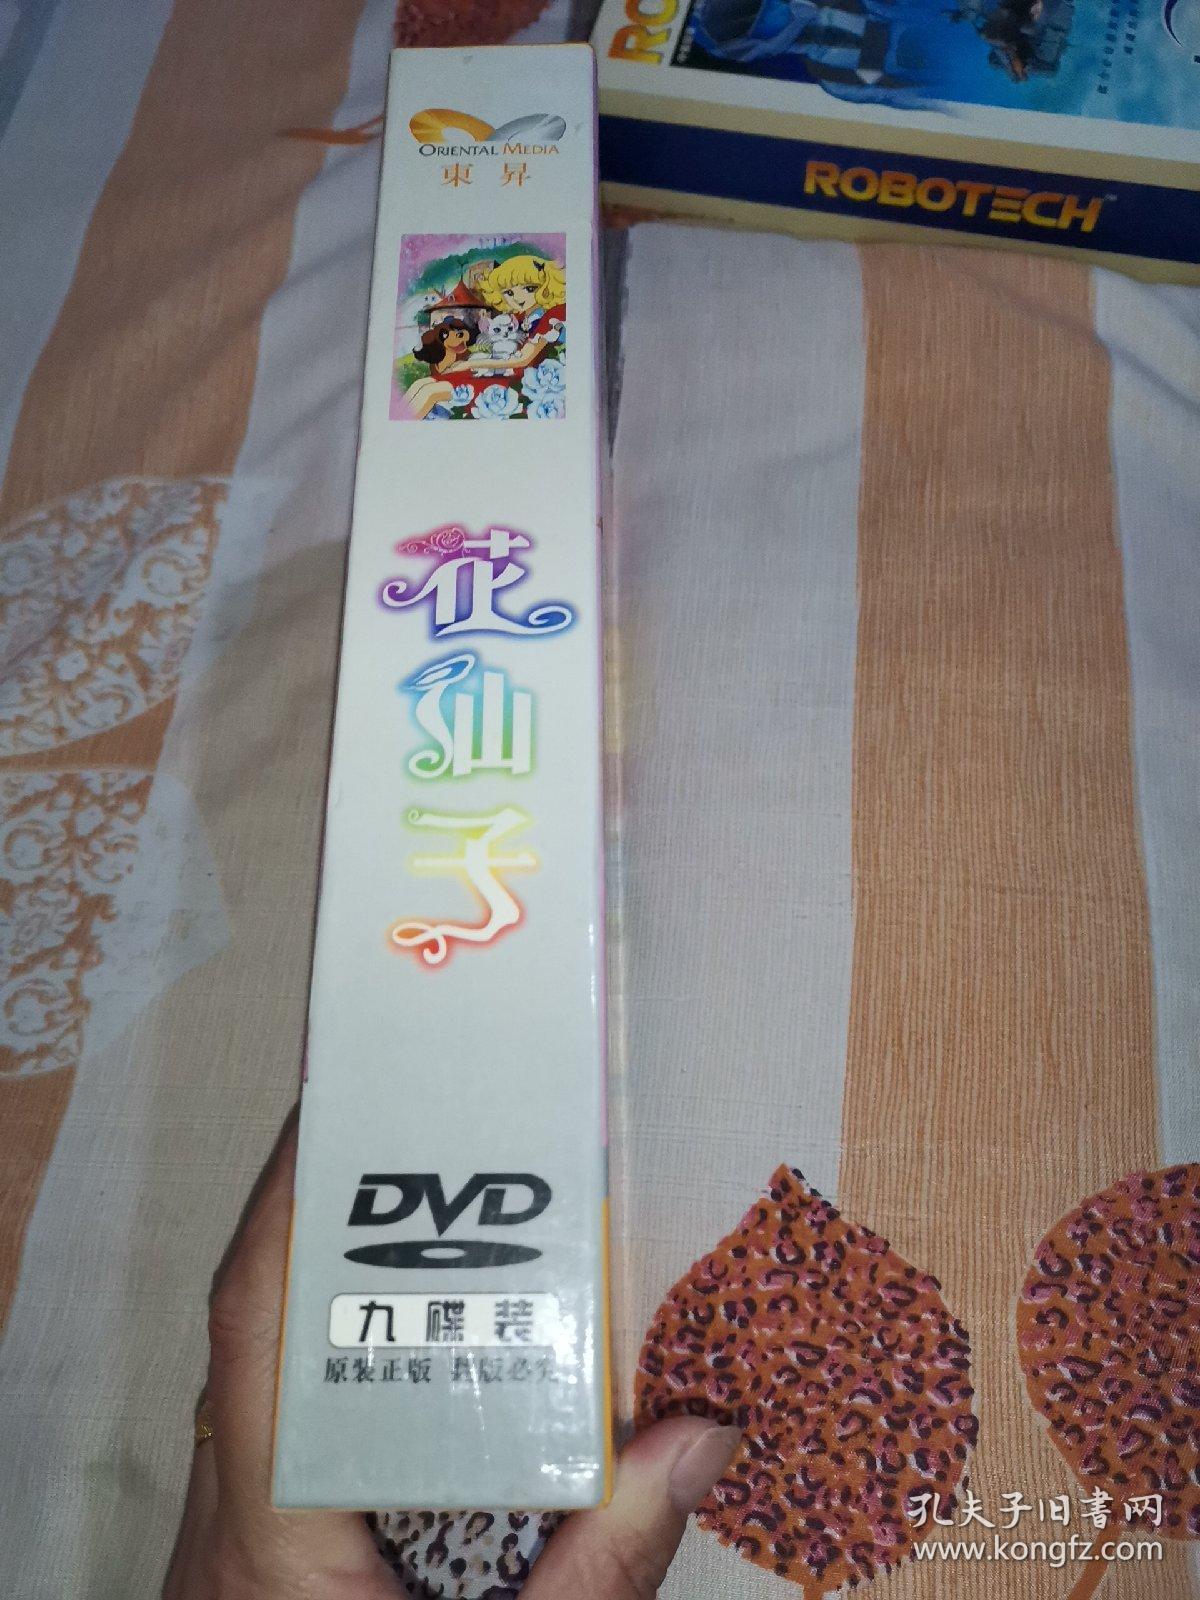 ORIENTAL MEDIA
東昇
花仙子
DVD
九碟装
原装正版 翻版必究
ROBOTECH
孔夫子旧書网
www.kongfz.com